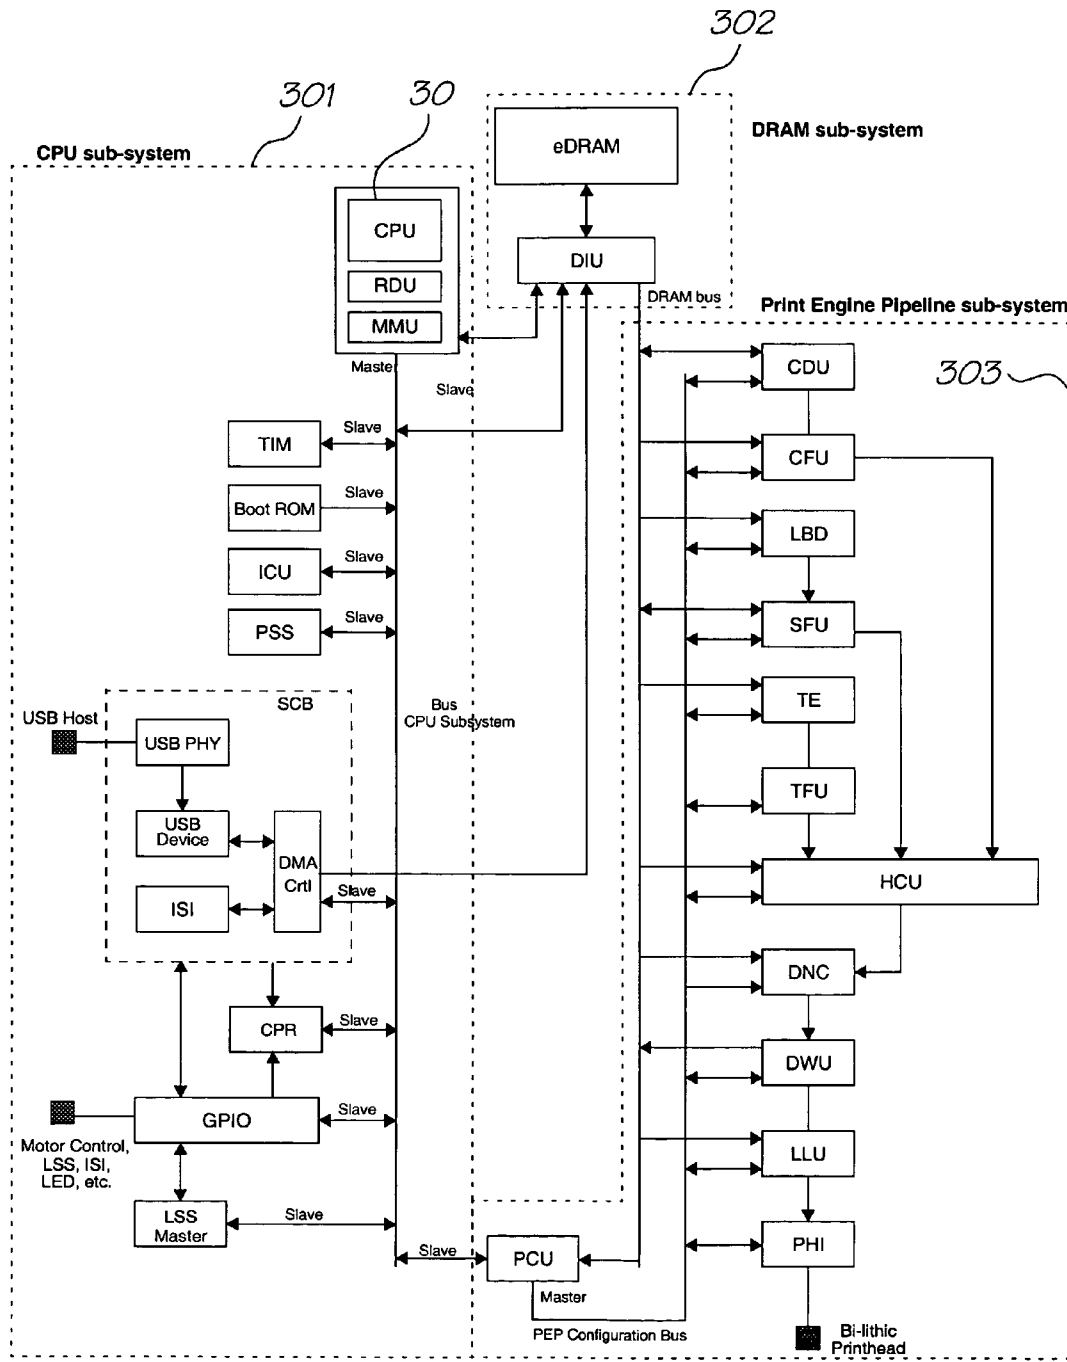 302
301
30
DRAM sub-system
eDRAM
CPU sub-system
CPU
DIU
RDU
DRAM bus
Print Engine Pipeline sub-system
MMU
Master
Slave
CDU
303
TIM
Slave
CFU
Boot ROM
Slave
LBD
ICU
Slave
PSS
Slave
SFU
SCB
TE
USB Host
Bus
CPU Subsystem
USB PHY
TFU
USB
Device
DMA
Crtl
HCU
Slave
ISI
DNC
CPR
Slave
DWU
GPIO
Slave
Motor Control,
LSS, ISI,
LED, etc.
LLU
LSS
Master
Slave
PHI
Slave
PCU
Master
PEP Configuration Bus
Bi-lithic
Printhead